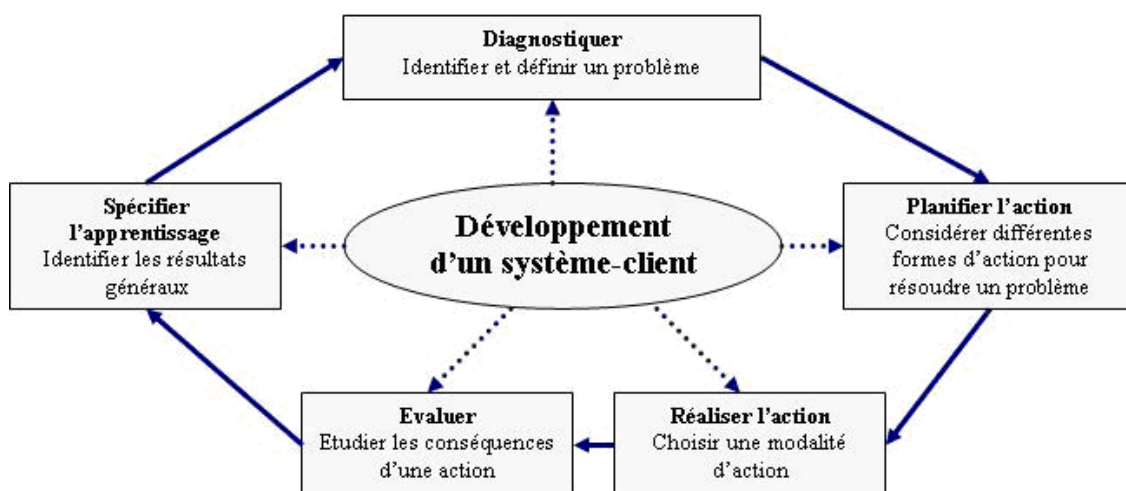 Diagnostiquer
Identifier et définir un problème
Spécifier
l'apprentissage
Identifier les résultats
généraux
Développement
d'un système-client
Planifier l'action
Considérer différentes
formes d'action pour
résoudre un problème
Evaluer
Etudier les conséquences
d'une action
Réaliser l'action
Choisir une modalité
d'action